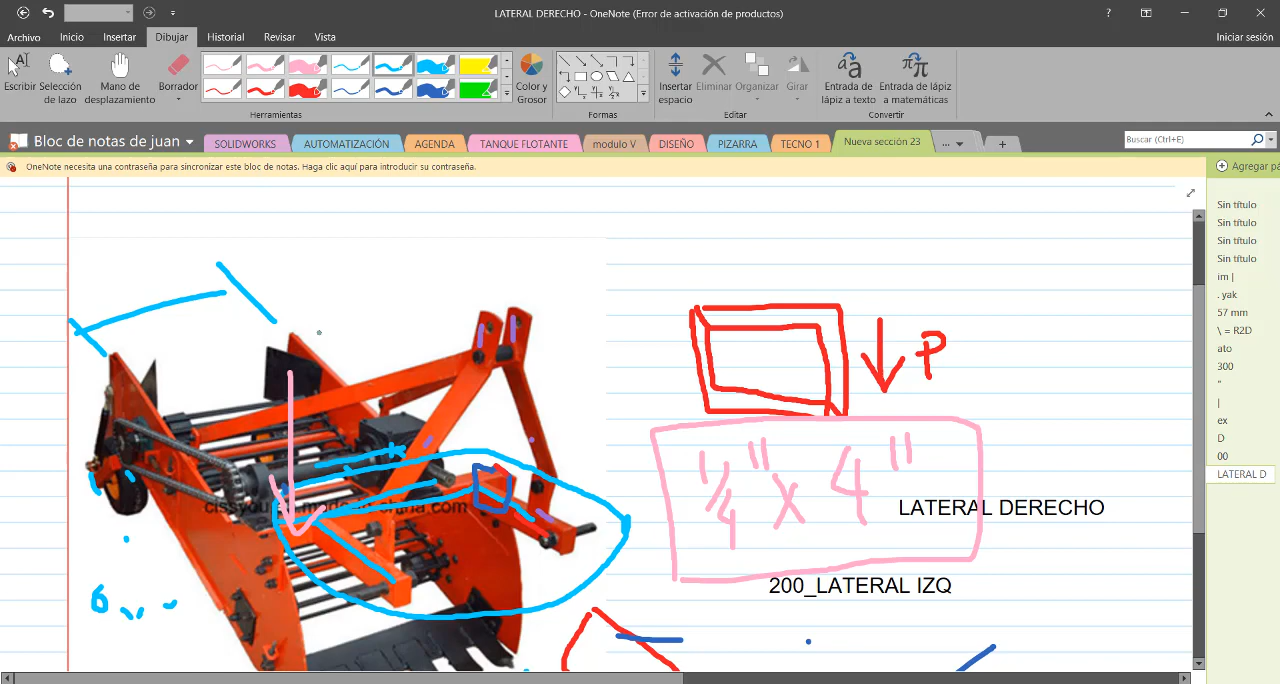 LATERAL DERECHO - OneNote (Error de activación de productos)
Archivo Inicio Insertar Dibujar Historial Revisar Vista
Iniciar sesión
Escribir Selección de lazo Mano de desplazamiento Borrador
Color y Grosor
Insertar espacio Eliminar Organizar Girar
Entrada de lápiz a texto Entrada de lápiz a matemáticas
Herramientas Formas Editar Convertir
Bloc de notas de juan SOLIDWORKS AUTOMATIZACIÓN AGENDA TANQUE FLOTANTE modulo V DISEÑO PIZARRA TECNO 1 Nueva sección 23 ...
Buscar (Ctrl+E)
OneNote necesita una contraseña para sincronizar este bloc de notas. Haga clic aquí para introducir su contraseña.
Agregar pá
Sin título
Sin título
Sin título
Sin título
im |
. yak
57 mm
\ = R2D
ato
300
"
|
ex
D
00
LATERAL D
P
1/4" x 4"
LATERAL DERECHO
200_LATERAL IZQ
6